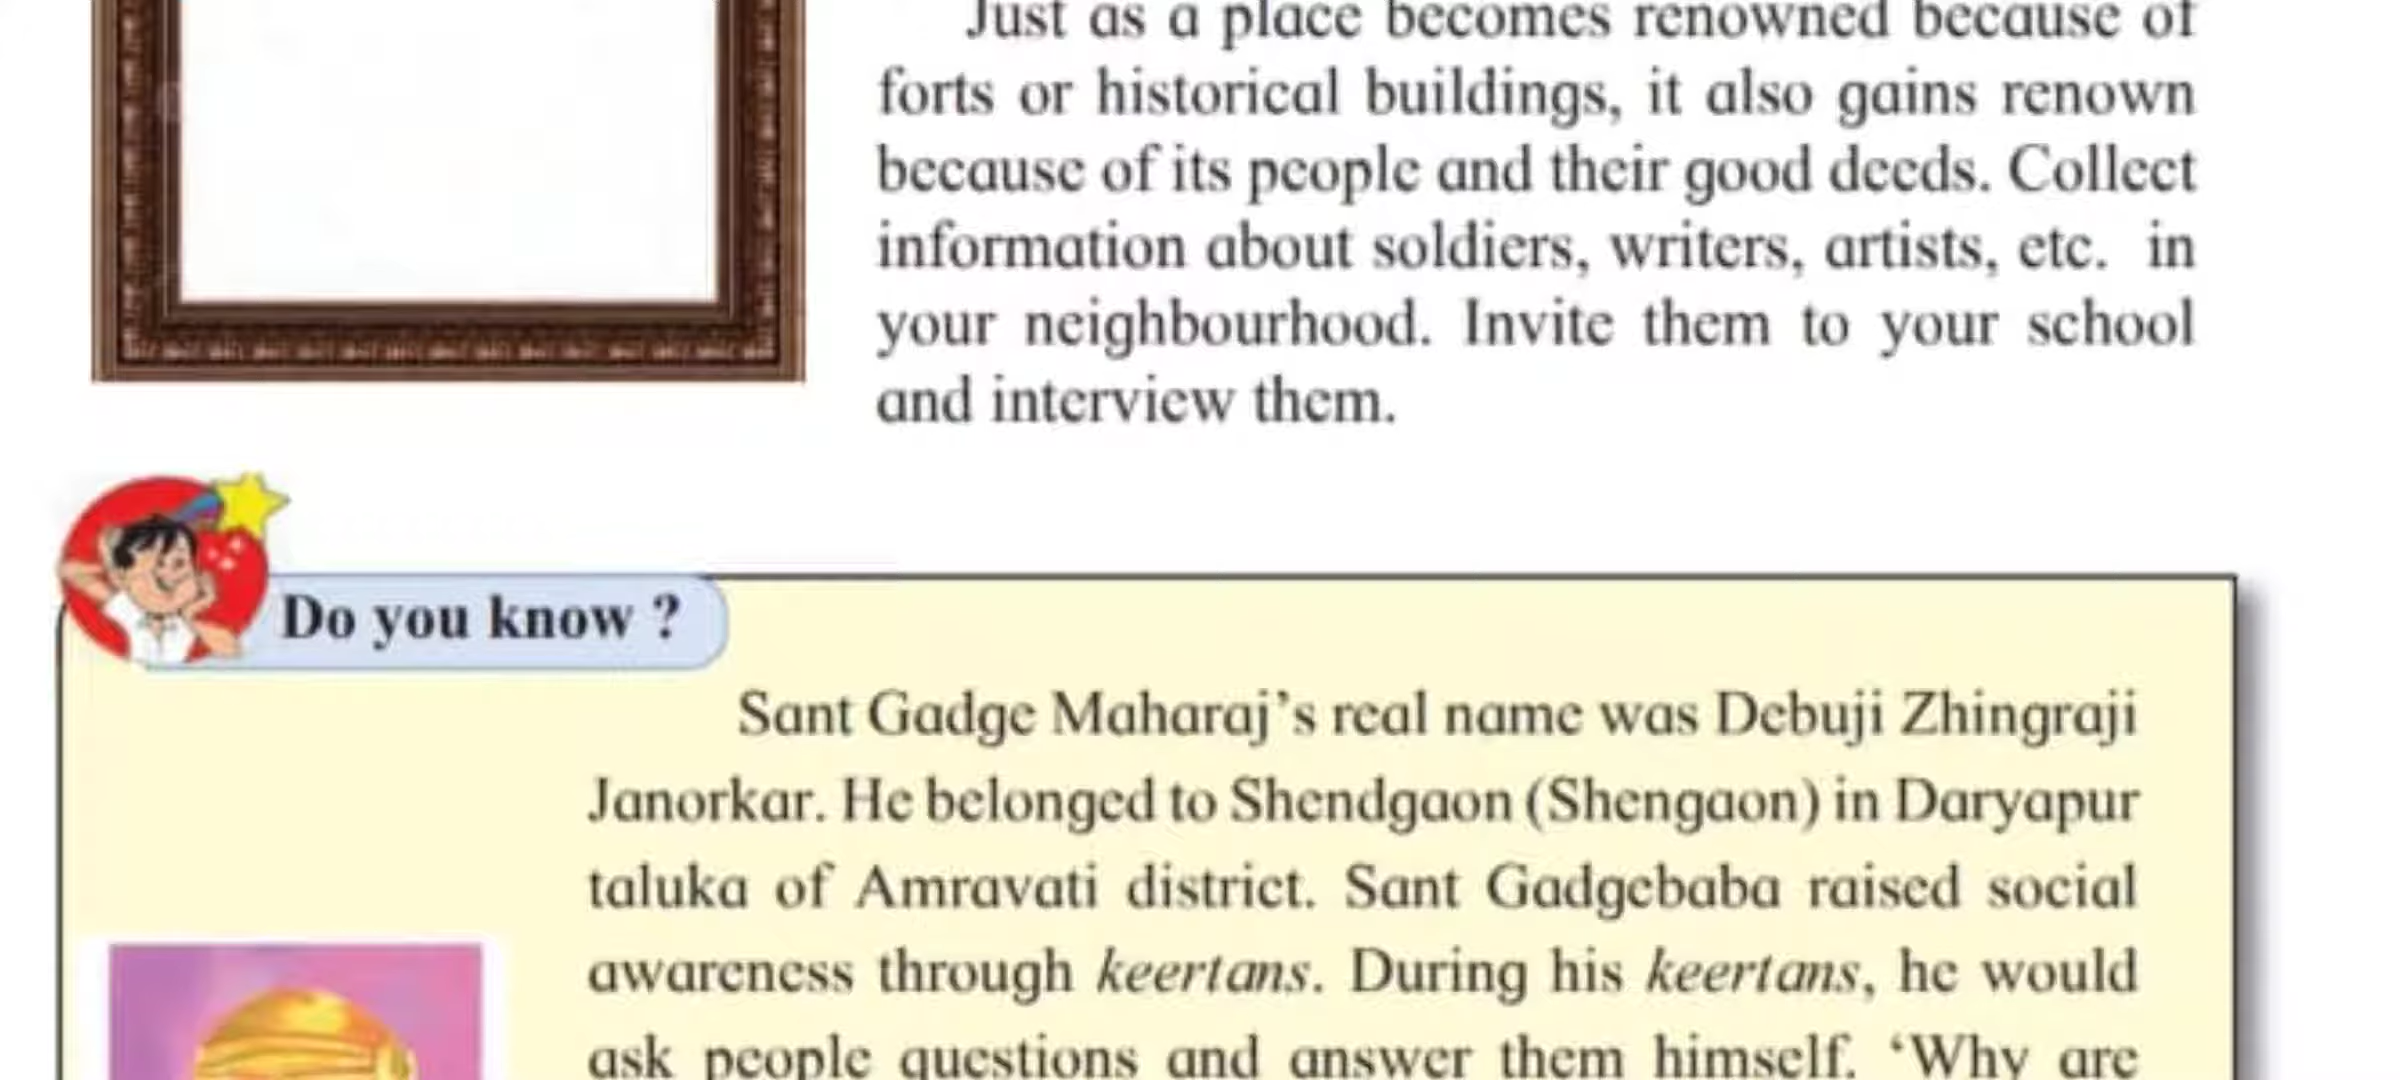 Just as a place becomes renowned because of
forts or historical buildings, it also gains renown
because of its people and their good deeds. Collect
information about soldiers, writers, artists, etc. in
your neighbourhood. Invite them to your school
and interview them.
Do you know ?
Sant Gadge Maharaj’s real name was Debuji Zhingraji
Janorkar. He belonged to Shendgaon (Shengaon) in Daryapur
taluka of Amravati district. Sant Gadgebaba raised social
awareness through keertans. During his keertans, he would
ask people questions and answer them himself. ‘Why are